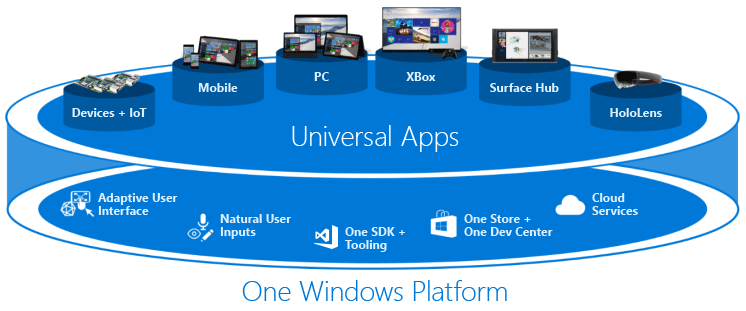 Devices + IoT
Mobile
PC
XBox
Surface Hub
HoloLens
Universal Apps
Adaptive User
Interface
Natural User
Inputs
One SDK +
Tooling
One Store +
One Dev Center
Cloud
Services
One Windows Platform